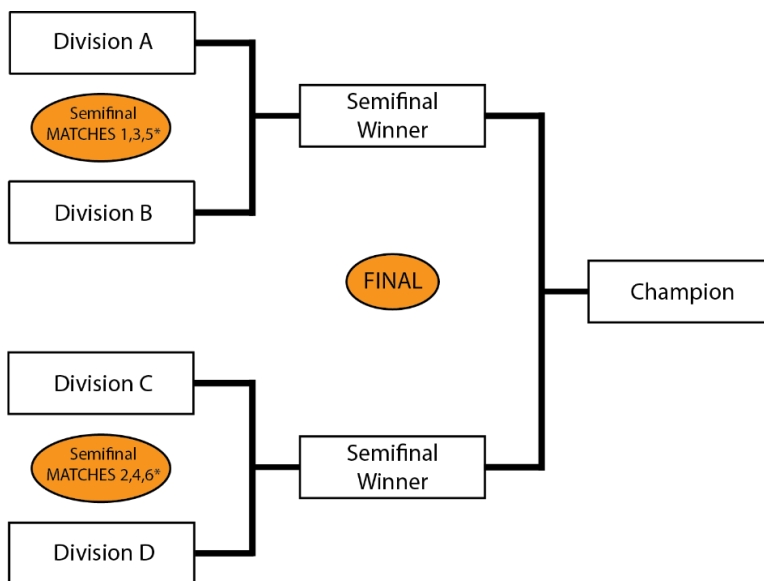 Division A
Semifinal
MATCHES 1,3,5*
Division B
Semifinal
Winner
FINAL
Champion
Division C
Semifinal
MATCHES 2,4,6*
Division D
Semifinal
Winner